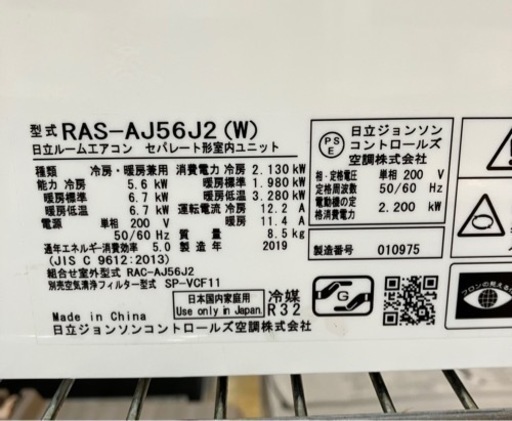 型式 RAS-AJ56J2 (W)
日立ルームエアコン セパレート形室内ユニット
種類 冷房・暖房兼用
能力 冷房 5.6 kW
暖房標準 6.7 kW
暖房低温 6.7 kW
電源 単相 200 V
50/60 Hz
消費電力 冷房 2.130 kW
暖房標準 1.980 kW
暖房低温 3.280 kW
運転電流 冷房 12.2 A
暖房 11.4 A
質量 8.5kg
通年エネルギー消費効率 5.0
製造年 2019
(JIS C 9612:2013)
組合せ室外型式 RAC-AJ56J2
別売空気清浄フィルター型式 SP-VCF11
日本国内家庭用
Use only in Japan
冷媒
R32
Made in China
日立ジョンソンコントロールズ空調株式会社
PS
E
日立ジョンソン
コントロールズ
空調株式会社
相・定格電圧 単相 200 V
定格周波数 50/60 Hz
電動機の定
格消費電力 2.200 kW
製造番号 010975
G
フロンの見える化